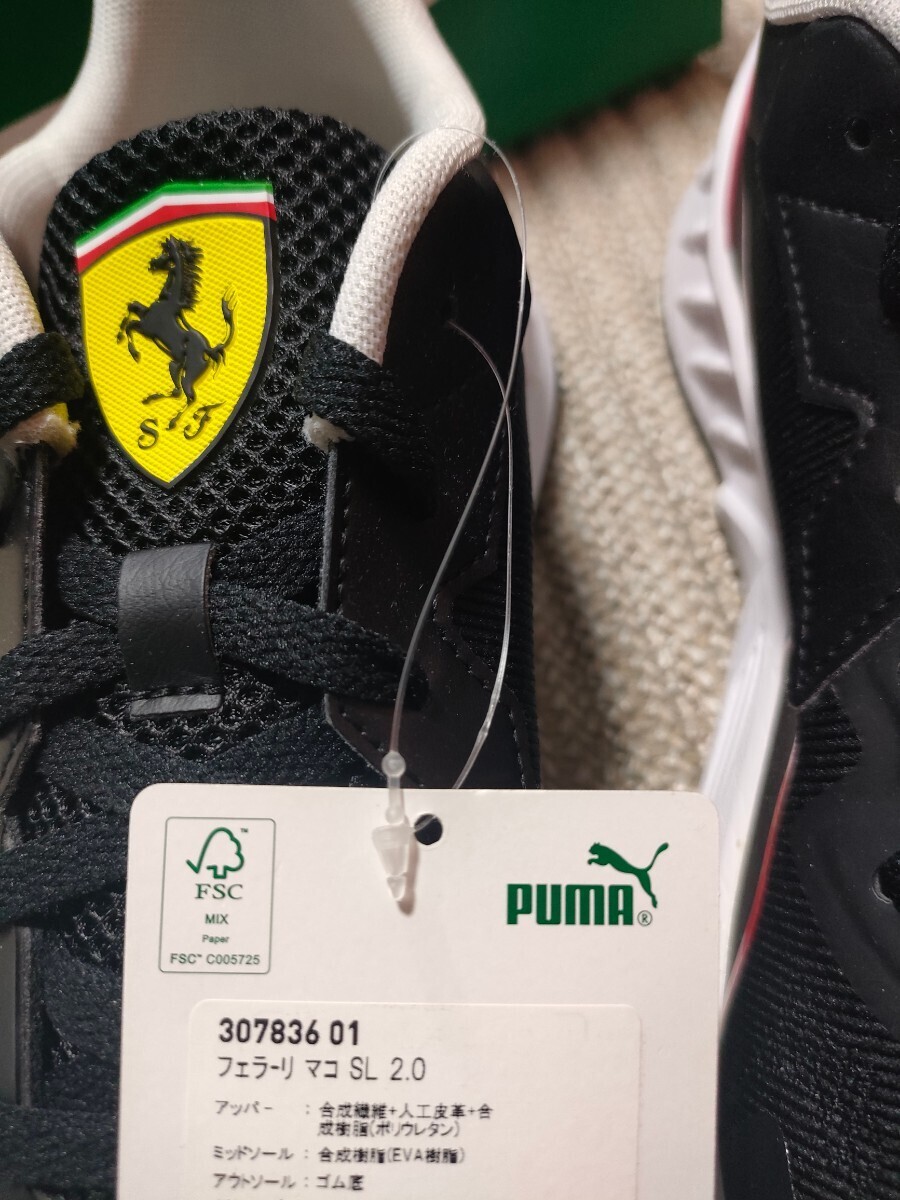 S F
FSC™
MIX
Paper
FSC™ C005725
PUMA®
307836 01
フェラーリ マコ SL 2.0
アッパー : 合成繊維+人工皮革+合
成樹脂(ポリウレタン)
ミッドソール : 合成樹脂(EVA樹脂)
アウトソール : ゴム底